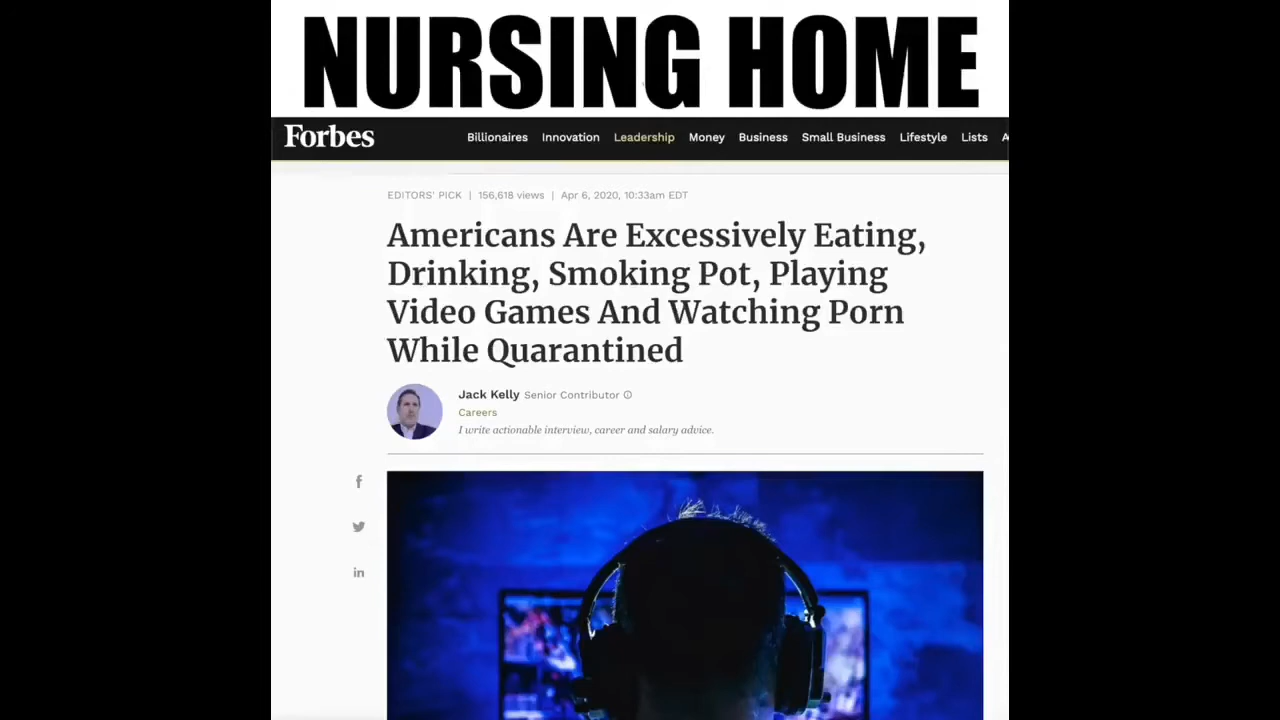 NURSING HOME
Forbes Billionaires Innovation Leadership Money Business Small Business Lifestyle Lists
EDITORS' PICK | 156,618 views | Apr 6, 2020, 10:33am EDT
Americans Are Excessively Eating,
Drinking, Smoking Pot, Playing
Video Games And Watching Porn
While Quarantined
Jack Kelly Senior Contributor
Careers
I write actionable interview, career and salary advice.